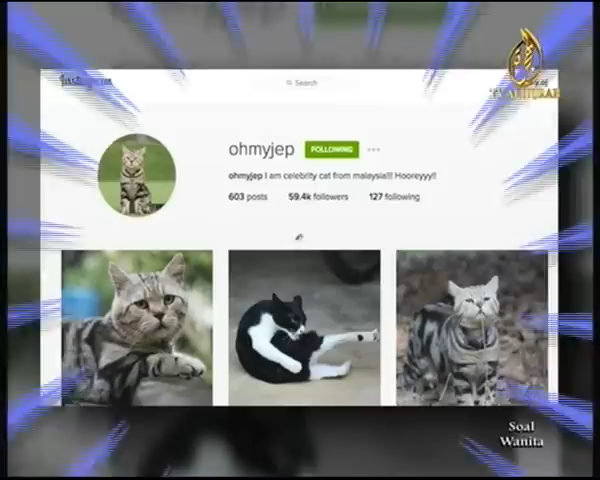 Search
ohmyjep FOLLOWING
ohmyjep I am celebrity cat from malaysia!!! Hooreyyy!!
603 posts 59.4k followers 127 following
Soal
Wanita